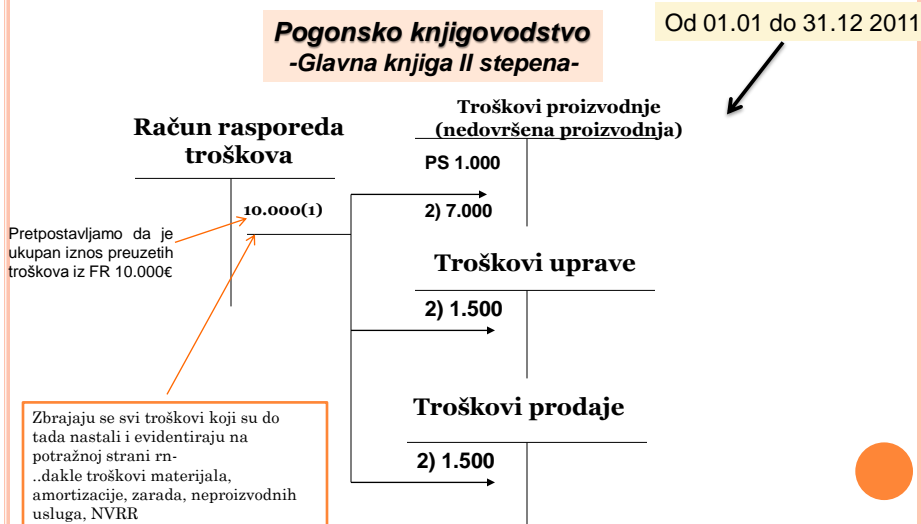 Pogonsko knjigovodstvo
-Glavna knjiga II stepena-
Od 01.01 do 31.12 2011
Račun rasporeda
troškova
10.000(1)
Pretpostavljamo da je
ukupan iznos preuzetih
troškova iz FR 10.000€
Troškovi proizvodnje
(nedovršena proizvodnja)
PS 1.000
2) 7.000
Troškovi uprave
2) 1.500
Troškovi prodaje
2) 1.500
Zbrajaju se svi troškovi koji su do
tada nastali i evidentiraju na
potražnoj strani rn-
..dakle troškovi materijala,
amortizacije, zarada, neproizvodnih
usluga, NVRR